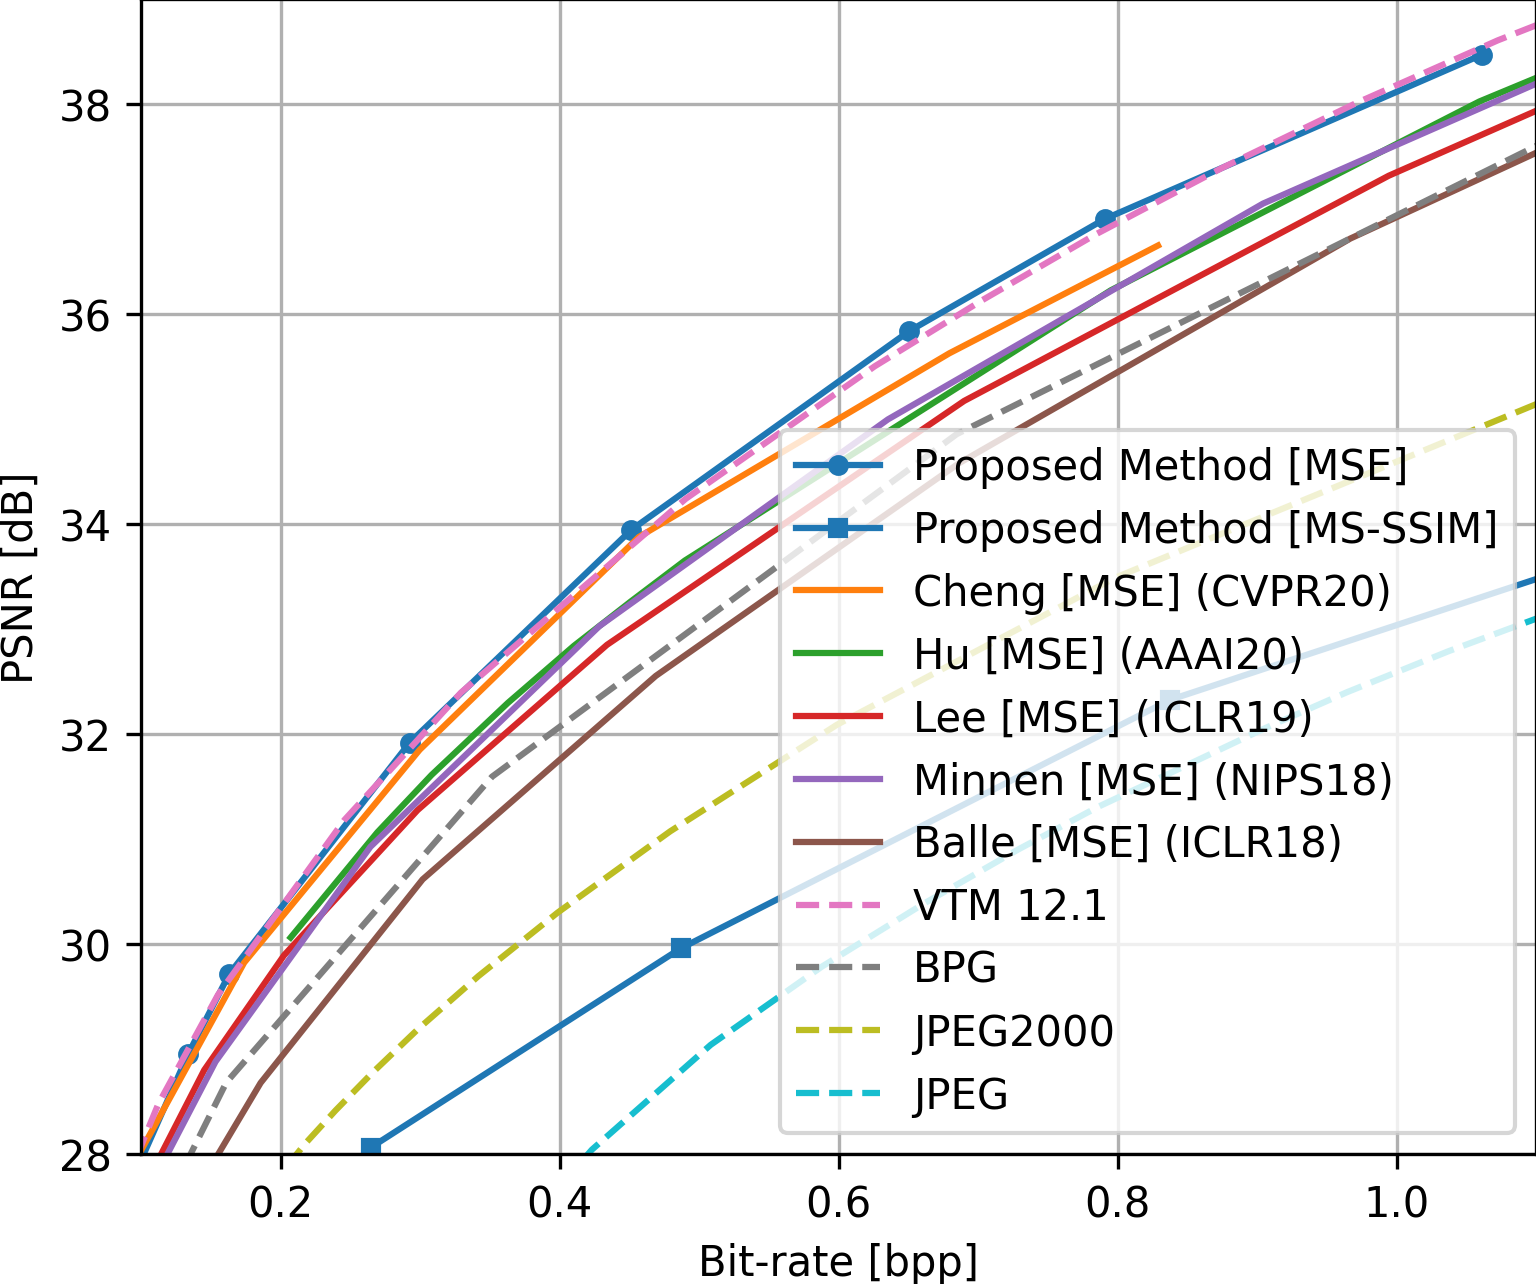 38
36
34
32
30
28
PSNR [dB]
Proposed Method [MSE]
Proposed Method [MS-SSIM]
Cheng [MSE] (CVPR20)
Hu [MSE] (AAAI20)
Lee [MSE] (ICLR19)
Minnen [MSE] (NIPS18)
Balle [MSE] (ICLR18)
VTM 12.1
BPG
JPEG2000
JPEG
0.2 0.4 0.6 0.8 1.0
Bit-rate [bpp]